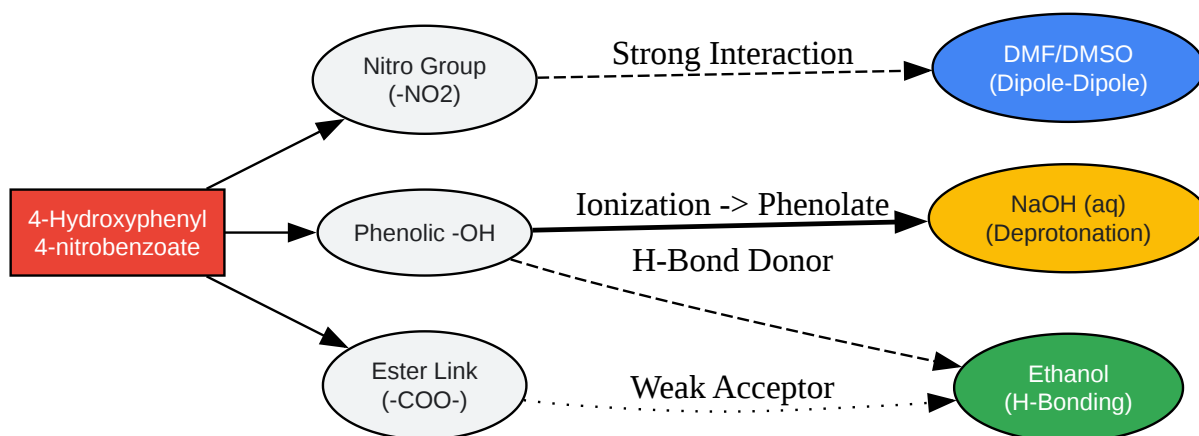 Nitro Group
(-NO2)
Strong Interaction
DMF/DMSO
(Dipole-Dipole)
4-Hydroxyphenyl
4-nitrobenzoate
Phenolic -OH
Ionization -> Phenolate
NaOH (aq)
(Deprotonation)
H-Bond Donor
Ester Link
(-COO-)
Weak Acceptor
Ethanol
(H-Bonding)